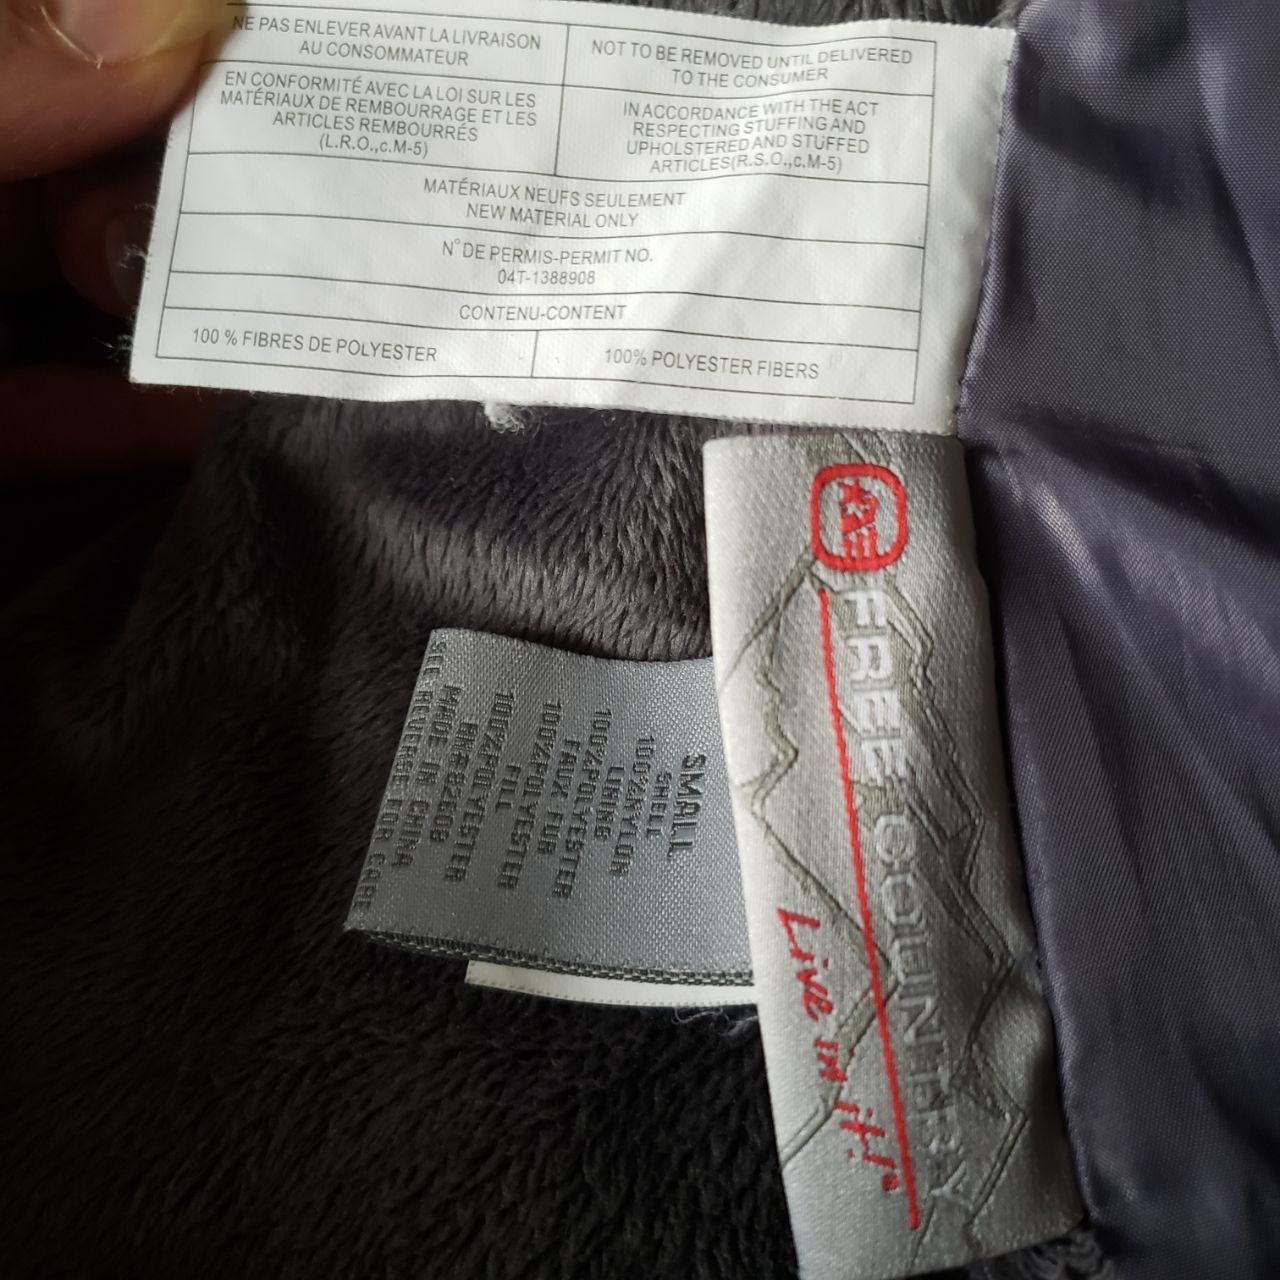 NE PAS ENLEVER AVANT LA LIVRAISON
AU CONSOMMATEUR
NOT TO BE REMOVED UNTIL DELIVERED
TO THE CONSUMER
EN CONFORMITÉ AVEC LA LOI SUR LES
MATÉRIAUX DE REMBOURRAGE ET LES
ARTICLES REMBOURRÉS
(L.R.O.,c.M-5)
IN ACCORDANCE WITH THE ACT
RESPECTING STUFFING AND
UPHOLSTERED AND STUFFED
ARTICLES(R.S.O.,c.M-5)
MATÉRIAUX NEUFS SEULEMENT
NEW MATERIAL ONLY
N° DE PERMIS-PERMIT NO.
04T-1388908
CONTENU-CONTENT
100 % FIBRES DE POLYESTER
100% POLYESTER FIBERS
FREE COUNTRY
Live in it!®
SMALL
SHELL
100%NYLON
LINING
100%POLYESTER
FAUX FUR
100%POLYESTER
FILL
100%POLYESTER
MADE IN CHINA
SEE REVERSE FOR CARE